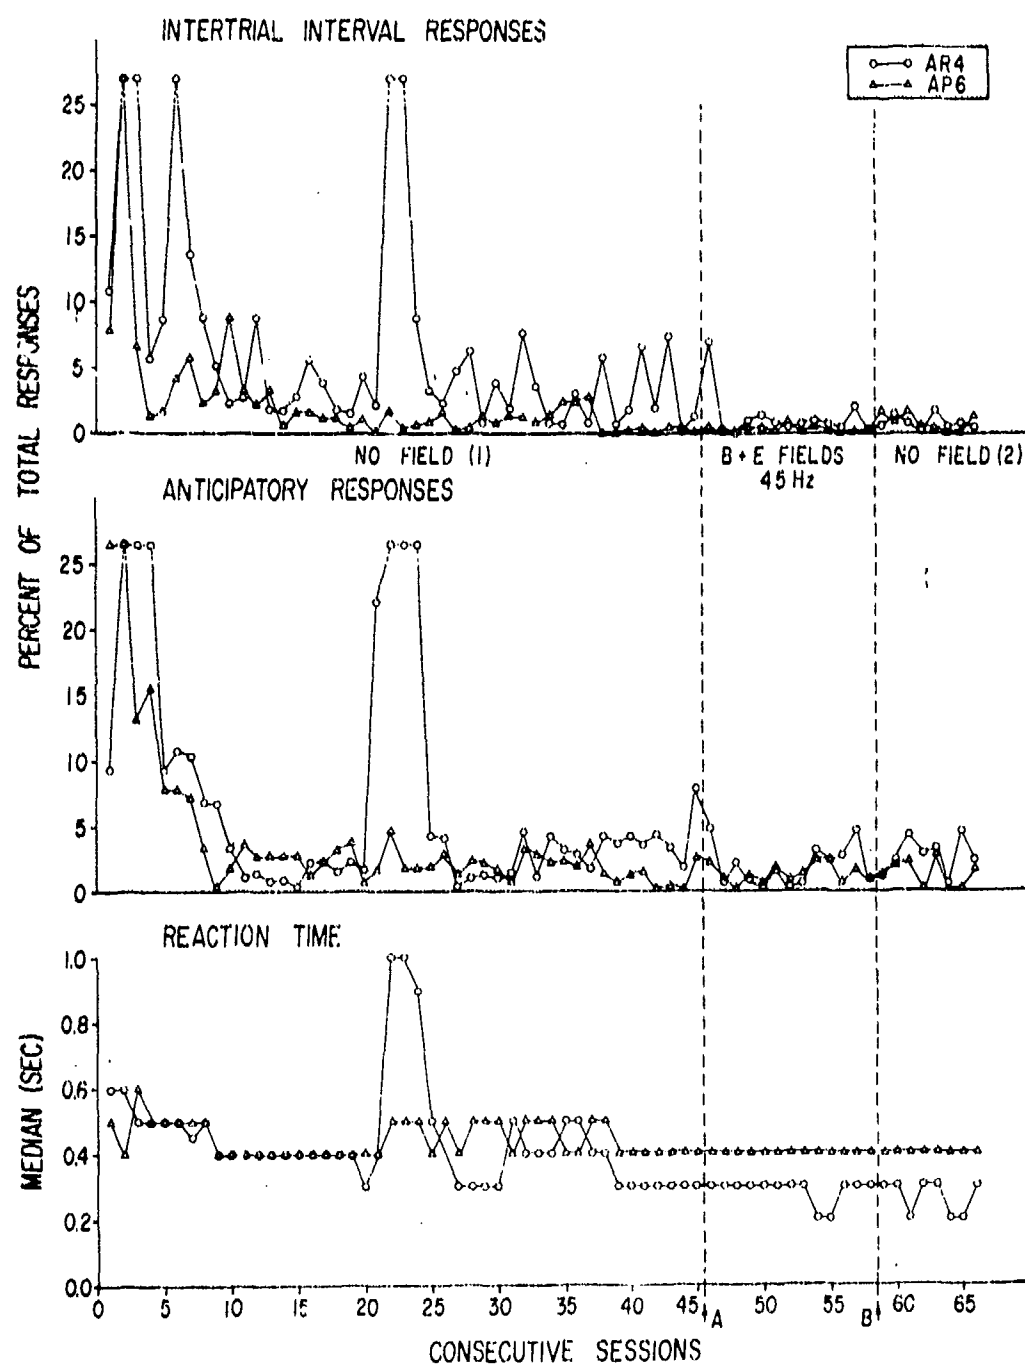 INTERTRIAL INTERVAL RESPONSES
AR4
AP6
25
20
15
10
5
0
NO FIELD (1)
B + E FIELDS
45 Hz
NO FIELD (2)
PERCENT OF TOTAL RESPONSES
ANTICIPATORY RESPONSES
25
20
15
10
5
0
REACTION TIME
MEDIAN (SEC)
1.0
0.8
0.6
0.4
0.2
0.0
0 5 10 15 20 25 30 35 40 45 A 50 55 B 60 65
CONSECUTIVE SESSIONS